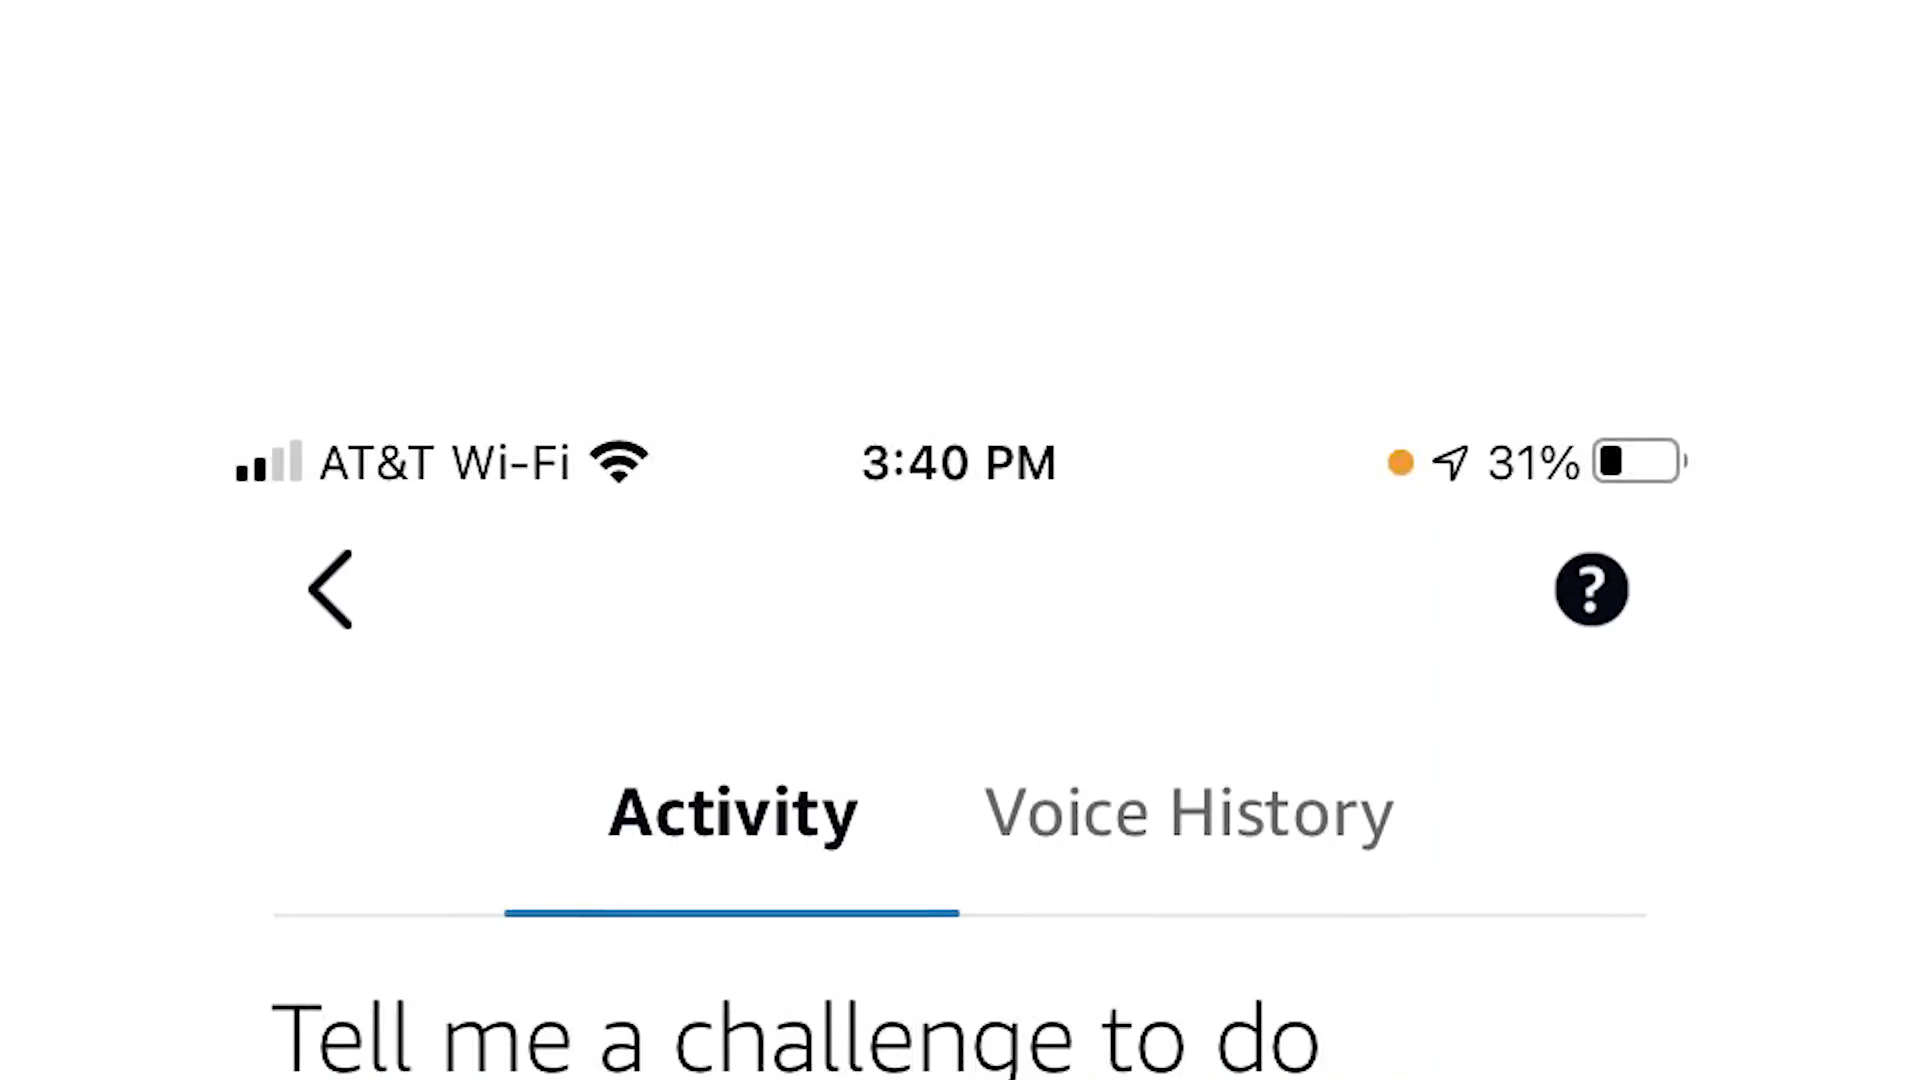 AT&T Wi-Fi 3:40 PM 31%
?
Activity Voice History
Tell me a challenge to do